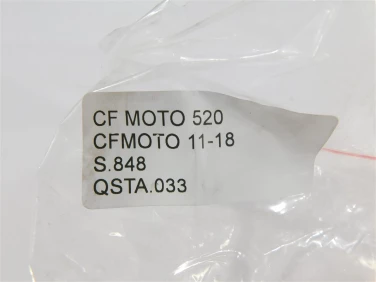 CF MOTO 520
CFMOTO 11-18
S.848
QSTA.033